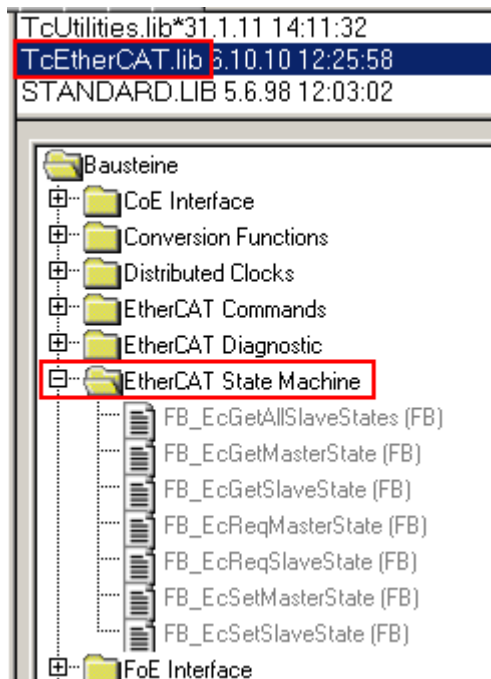 TcUtilities.lib*31.1.11 14:11:32
TcEtherCAT.lib 6.10.10 12:25:58
STANDARD.LIB 5.6.98 12:03:02
Bausteine
CoE Interface
Conversion Functions
Distributed Clocks
EtherCAT Commands
EtherCAT Diagnostic
EtherCAT State Machine
FB_EcGetAllSlaveStates (FB)
FB_EcGetMasterState (FB)
FB_EcGetSlaveState (FB)
FB_EcReqMasterState (FB)
FB_EcReqSlaveState (FB)
FB_EcSetMasterState (FB)
FB_EcSetSlaveState (FB)
FoE Interface